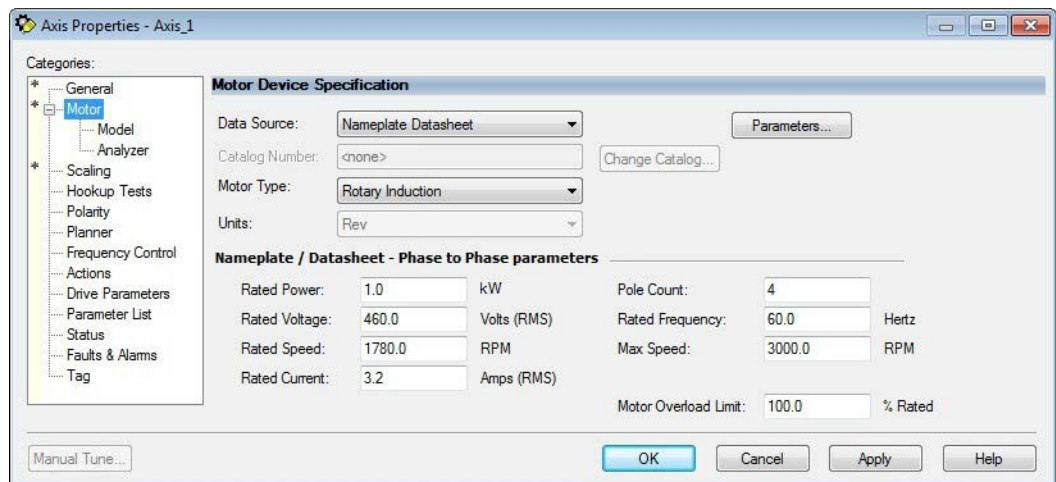 Axis Properties - Axis_1
Categories:
* General
* Motor
Model
Analyzer
* Scaling
Hookup Tests
Polarity
Planner
Frequency Control
Actions
Drive Parameters
Parameter List
Status
Faults & Alarms
Tag
Motor Device Specification
Data Source: Nameplate Datasheet Parameters...
Catalog Number: <none> Change Catalog...
Motor Type: Rotary Induction
Units: Rev
Nameplate / Datasheet - Phase to Phase parameters
Rated Power: 1.0 kW Pole Count: 4
Rated Voltage: 460.0 Volts (RMS) Rated Frequency: 60.0 Hertz
Rated Speed: 1780.0 RPM Max Speed: 3000.0 RPM
Rated Current: 3.2 Amps (RMS)
Motor Overload Limit: 100.0 % Rated
Manual Tune... OK Cancel Apply Help